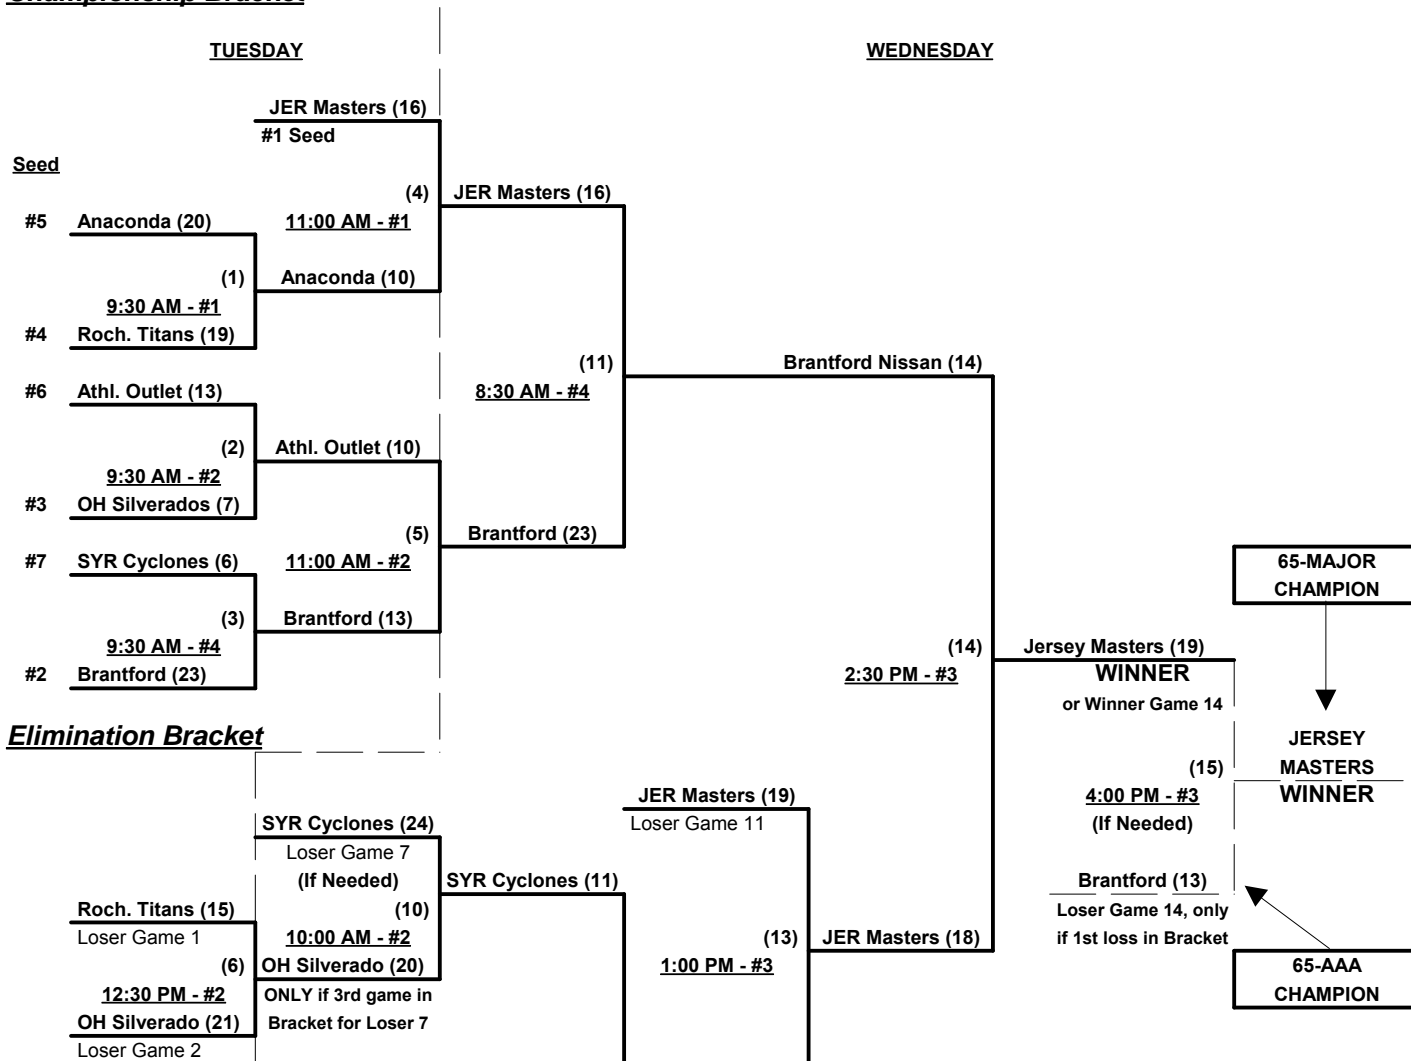 Championship Bracket
TUESDAY
WEDNESDAY
JER Masters (16)
#1 Seed
Seed
(4)
JER Masters (16)
#5
Anaconda (20)
11:00 AM - #1
(1)
Anaconda (10)
9:30 AM - #1
#4
Roch. Titans (19)
(11)
Brantford Nissan (14)
#6
Athl. Outlet (13)
8:30 AM - #4
(2)
Athl. Outlet (10)
9:30 AM - #2
#3
OH Silverados (7)
(5)
Brantford (23)
#7
SYR Cyclones (6)
11:00 AM - #2
65-MAJOR
CHAMPION
(3)
Brantford (13)
9:30 AM - #4
(14)
Jersey Masters (19)
#2
Brantford (23)
2:30 PM - #3
WINNER
or Winner Game 14
Elimination Bracket
JERSEY
MASTERS
(15)
WINNER
JER Masters (19)
4:00 PM - #3
SYR Cyclones (24)
Loser Game 11
(If Needed)
Loser Game 7
(If Needed)
SYR Cyclones (11)
Brantford (13)
Roch. Titans (15)
(10)
Loser Game 14, only
Loser Game 1
10:00 AM - #2
(13)
JER Masters (18)
if 1st loss in Bracket
(6)
OH Silverado (20)
1:00 PM - #3
65-AAA
12:30 PM - #2
ONLY if 3rd game in
CHAMPION
OH Silverado (21)
Bracket for Loser 7
Loser Game 2